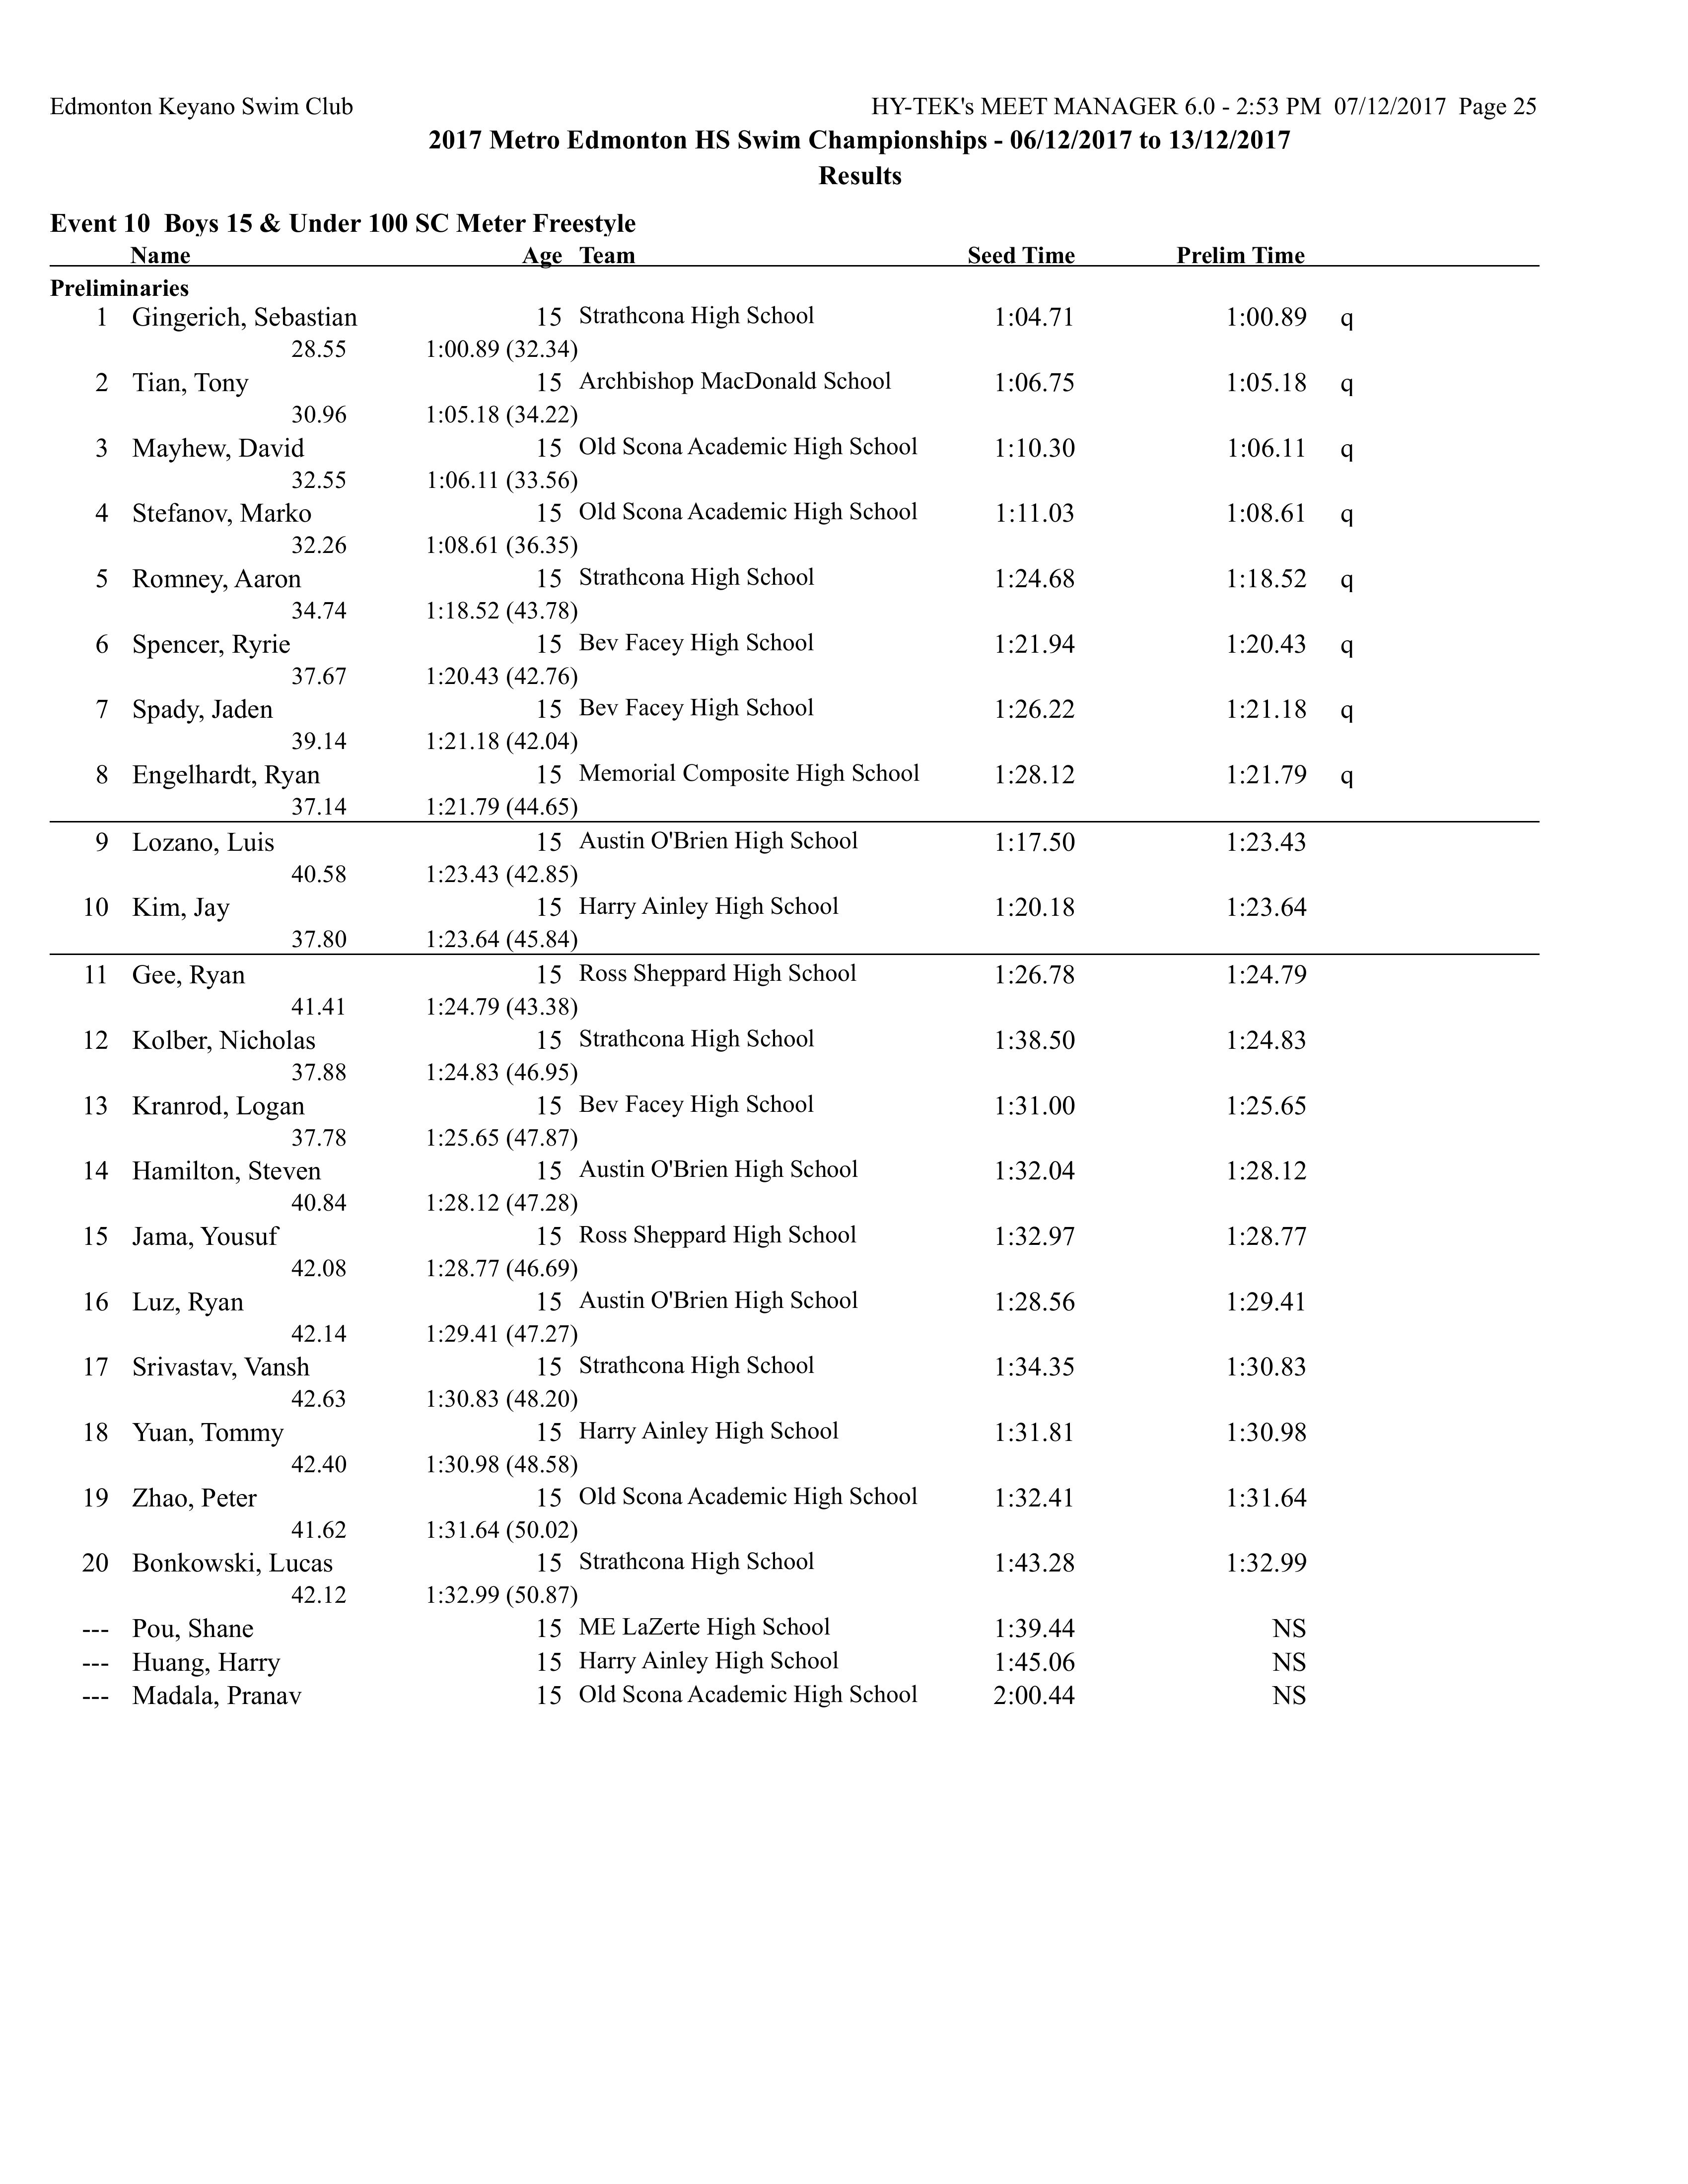 Edmonton Keyano Swim Club HY-TEK's MEET MANAGER 6.0 - 2:53 PM 07/12/2017 Page 25
2017 Metro Edmonton HS Swim Championships - 06/12/2017 to 13/12/2017
Results
Event 10 Boys 15 & Under 100 SC Meter Freestyle
Name Age Team Seed Time Prelim Time
Preliminaries
1 Gingerich, Sebastian 15 Strathcona High School 1:04.71 1:00.89 q
28.55 1:00.89 (32.34)
2 Tian, Tony 15 Archbishop MacDonald School 1:06.75 1:05.18 q
30.96 1:05.18 (34.22)
3 Mayhew, David 15 Old Scona Academic High School 1:10.30 1:06.11 q
32.55 1:06.11 (33.56)
4 Stefanov, Marko 15 Old Scona Academic High School 1:11.03 1:08.61 q
32.26 1:08.61 (36.35)
5 Romney, Aaron 15 Strathcona High School 1:24.68 1:18.52 q
34.74 1:18.52 (43.78)
6 Spencer, Ryrie 15 Bev Facey High School 1:21.94 1:20.43 q
37.67 1:20.43 (42.76)
7 Spady, Jaden 15 Bev Facey High School 1:26.22 1:21.18 q
39.14 1:21.18 (42.04)
8 Engelhardt, Ryan 15 Memorial Composite High School 1:28.12 1:21.79 q
37.14 1:21.79 (44.65)
9 Lozano, Luis 15 Austin O'Brien High School 1:17.50 1:23.43
40.58 1:23.43 (42.85)
10 Kim, Jay 15 Harry Ainley High School 1:20.18 1:23.64
37.80 1:23.64 (45.84)
11 Gee, Ryan 15 Ross Sheppard High School 1:26.78 1:24.79
41.41 1:24.79 (43.38)
12 Kolber, Nicholas 15 Strathcona High School 1:38.50 1:24.83
37.88 1:24.83 (46.95)
13 Kranrod, Logan 15 Bev Facey High School 1:31.00 1:25.65
37.78 1:25.65 (47.87)
14 Hamilton, Steven 15 Austin O'Brien High School 1:32.04 1:28.12
40.84 1:28.12 (47.28)
15 Jama, Yousuf 15 Ross Sheppard High School 1:32.97 1:28.77
42.08 1:28.77 (46.69)
16 Luz, Ryan 15 Austin O'Brien High School 1:28.56 1:29.41
42.14 1:29.41 (47.27)
17 Srivastav, Vansh 15 Strathcona High School 1:34.35 1:30.83
42.63 1:30.83 (48.20)
18 Yuan, Tommy 15 Harry Ainley High School 1:31.81 1:30.98
42.40 1:30.98 (48.58)
19 Zhao, Peter 15 Old Scona Academic High School 1:32.41 1:31.64
41.62 1:31.64 (50.02)
20 Bonkowski, Lucas 15 Strathcona High School 1:43.28 1:32.99
42.12 1:32.99 (50.87)
--- Pou, Shane 15 ME LaZerte High School 1:39.44 NS
--- Huang, Harry 15 Harry Ainley High School 1:45.06 NS
--- Madala, Pranav 15 Old Scona Academic High School 2:00.44 NS